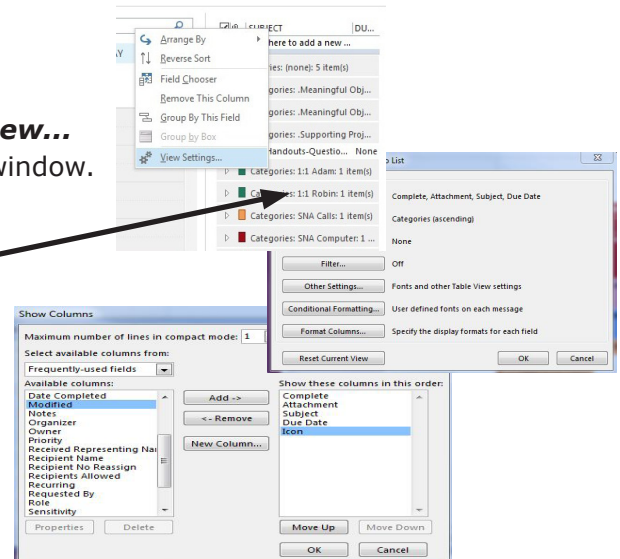 SUBJECT DU...
Arrange By
AY
here to add a new ...
Reverse Sort
ries: (none): 5 item(s)
Field Chooser
Remove This Column
gories: .Meaningful Obj...
Group By This Field
gories: .Meaningful Obj...
Group by Box
gories: .Supporting Proj...
ew...
View Settings...
Handouts-Questio... None
window.
Categories: 1:1 Adam: 1 item(s)
o List
Categories: 1:1 Robin: 1 item(s)
Complete, Attachment, Subject, Due Date
Categories: SNA Calls: 1 item(s)
Categories (ascending)
Categories: SNA Computer: 1 ...
None
Filter... Off
Other Settings... Fonts and other Table View settings
Conditional Formatting... User defined fonts on each message
Format Columns... Specify the display formats for each field
Reset Current View OK Cancel
Show Columns
Maximum number of lines in compact mode: 1
Select available columns from:
Frequently-used fields
Available columns:
Date Completed
Modified
Notes
Organizer
Owner
Priority
Received Representing Nar
Recipient Name
Recipient No Reassign
Recipients Allowed
Recurring
Requested By
Role
Sensitivity
Properties Delete
Add ->
<- Remove
New Column...
Show these columns in this order:
Complete
Attachment
Subject
Due Date
Icon
Move Up Move Down
OK Cancel